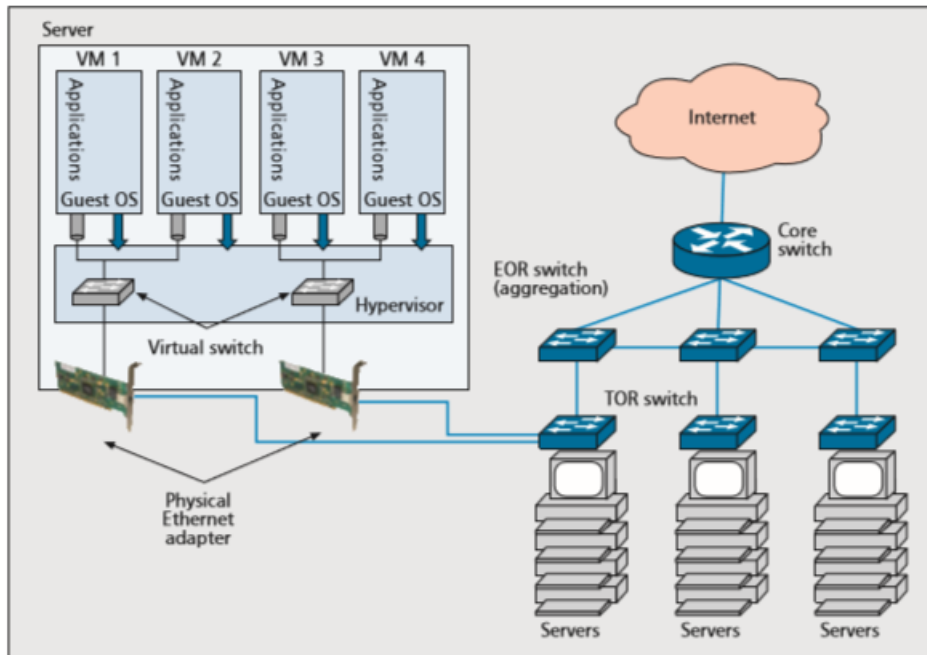 Server
VM 1
VM 2
VM 3
VM 4
Applications
Applications
Applications
Applications
Guest OS
Guest OS
Guest OS
Guest OS
Hypervisor
Virtual switch
Physical
Ethernet
adapter
Internet
Core
switch
EOR switch
(aggregation)
TOR switch
Servers
Servers
Servers